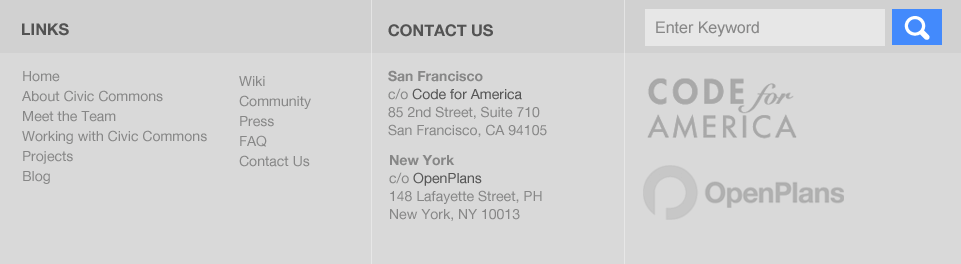 LINKS
Home
About Civic Commons
Meet the Team
Working with Civic Commons
Projects
Blog
Wiki
Community
Press
FAQ
Contact Us
CONTACT US
San Francisco
c/o Code for America
85 2nd Street, Suite 710
San Francisco, CA 94105
New York
c/o OpenPlans
148 Lafayette Street, PH
New York, NY 10013
Enter Keyword
CODE for
AMERICA
OpenPlans